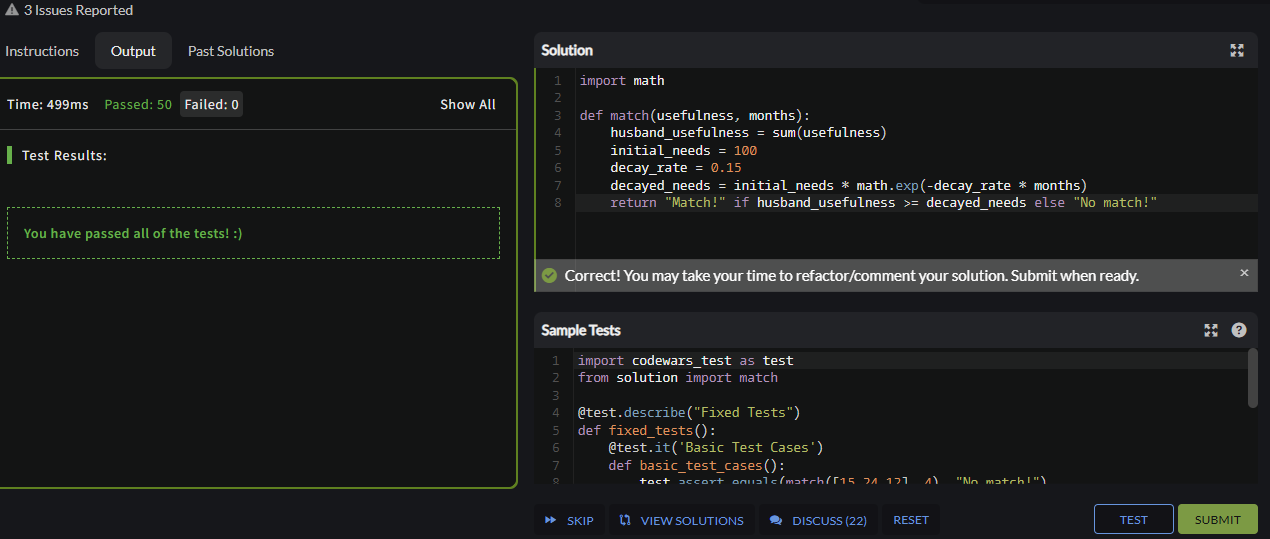 3 Issues Reported
Instructions Output Past Solutions
Time: 499ms Passed: 50 Failed: 0 Show All
Test Results:
You have passed all of the tests! :)
Solution
1 import math
2
3 def match(usefulness, months):
4     husband_usefulness = sum(usefulness)
5     initial_needs = 100
6     decay_rate = 0.15
7     decayed_needs = initial_needs * math.exp(-decay_rate * months)
8     return "Match!" if husband_usefulness >= decayed_needs else "No match!"
Correct! You may take your time to refactor/comment your solution. Submit when ready. ×
Sample Tests ?
1 import codewars_test as test
2 from solution import match
3
4 @test.describe("Fixed Tests")
5 def fixed_tests():
6     @test.it('Basic Test Cases')
7     def basic_test_cases():
8         test.assert_equals(match([15,24,12], 4), "No match!")
SKIP VIEW SOLUTIONS DISCUSS (22) RESET TEST SUBMIT